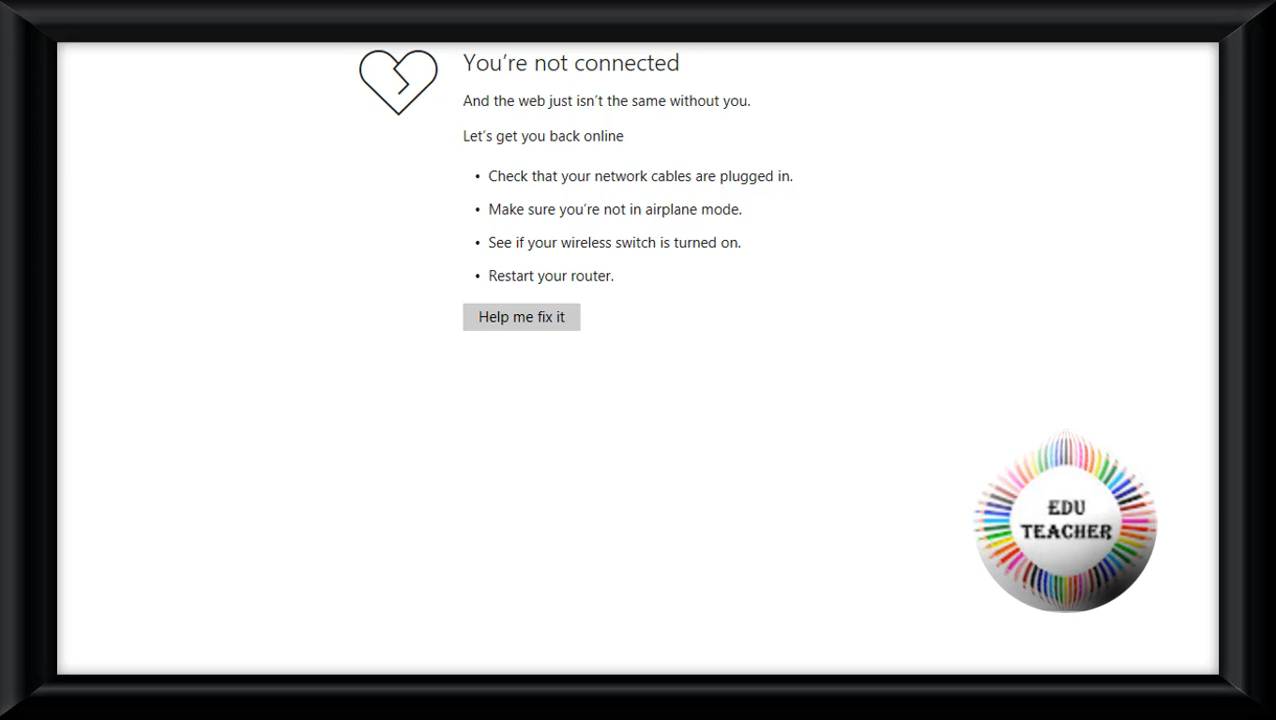 You're not connected
And the web just isn't the same without you.
Let's get you back online
• Check that your network cables are plugged in.
• Make sure you're not in airplane mode.
• See if your wireless switch is turned on.
• Restart your router.
Help me fix it
EDU
TEACHER